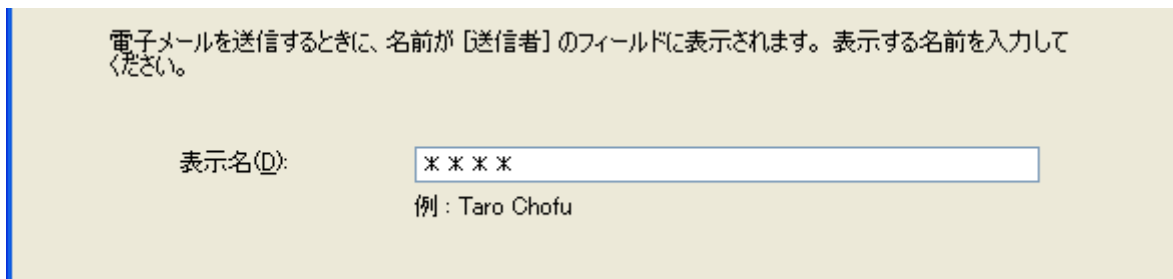 電子メールを送信するときに、名前が [送信者] のフィールドに表示されます。表示する名前を入力して
ください。
表示名(D): ＊＊＊＊
例 : Taro Chofu